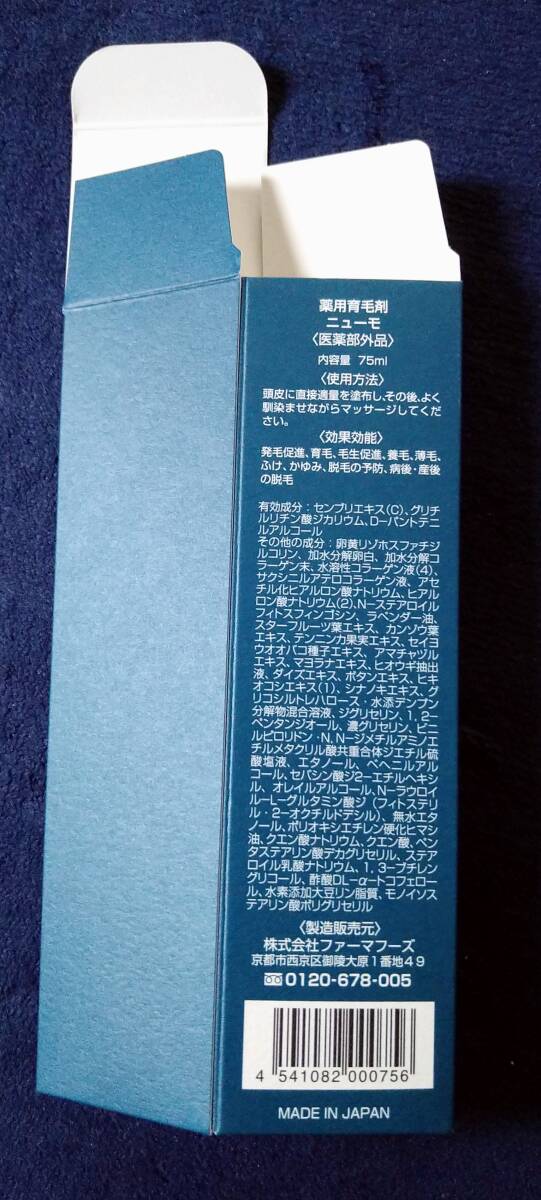 薬用育毛剤
ニューモ
〈医薬部外品〉
内容量 75ml
〈使用方法〉
頭皮に直接適量を塗布し、その後、よく
馴染ませながらマッサージしてくだ
さい。
〈効果効能〉
発毛促進、育毛、毛生促進、養毛、薄毛、
ふけ、かゆみ、脱毛の予防、病後・産後
の脱毛
有効成分：センブリエキス(C)、グリチ
ルリチン酸ジカリウム、D-パントテニ
ルアルコール
その他の成分：卵黄リゾホスファチジ
ルコリン、加水分解卵白、加水分解コ
ラーゲン末、水溶性コラーゲン液(4)、
サクシニルアテロコラーゲン液、アセ
チル化ヒアルロン酸ナトリウム、ヒアル
ロン酸ナトリウム(2)、N-ステアロイル
フィトスフィンゴシン、ラベンダー油、
スターフルーツ葉エキス、カンゾウ葉
エキス、テンニンカ果実エキス、セイヨ
ウオオバコ種子エキス、アマチャヅル
エキス、マヨラナエキス、ヒオウギ抽出
液、ダイズエキス、ボタンエキス、ヒキ
オコシエキス(1)、シナノキエキス、グ
リコシルトレハロース・水添デンプン
分解物混合溶液、ジグリセリン、1，2-
ペンタンジオール、濃グリセリン、ビニ
ルピロリドン・N,N-ジメチルアミノエ
チルメタクリル酸共重合体ジエチル硫
酸塩液、エタノール、ベヘニルアル
コール、セバシン酸ジ2-エチルヘキシ
ル、オレイルアルコール、N-ラウロイ
ル-L-グルタミン酸ジ(フィトステリ
ル・2-オクチルドデシル)、無水エタ
ノール、ポリオキシエチレン硬化ヒマシ
油、クエン酸ナトリウム、クエン酸、ペン
タステアリン酸デカグリセリル、ステア
ロイル乳酸ナトリウム、1，3-ブチレン
グリコール、酢酸DL-α-トコフェロー
ル、水素添加大豆リン脂質、モノイソス
テアリン酸ポリグリセリル
〈製造販売元〉
株式会社ファーマフーズ
京都市西京区御陵大原1番地49
0120-678-005
4 541082 000756
MADE IN JAPAN